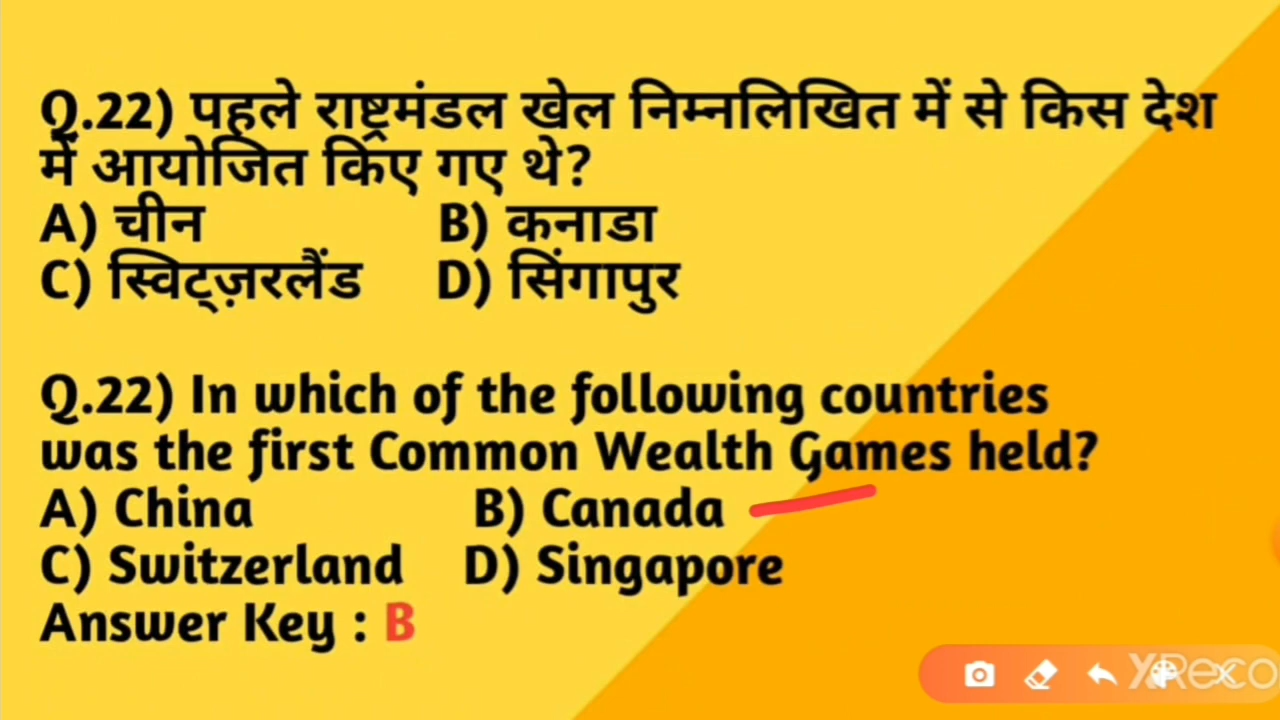 Q.22) पहले राष्ट्रमंडल खेल निम्नलिखित में से किस देश
में आयोजित किए गए थे?
A) चीन B) कनाडा
C) स्विट्ज़रलैंड D) सिंगापुर
Q.22) In which of the following countries
was the first Common Wealth Games held?
A) China B) Canada
C) Switzerland D) Singapore
Answer Key : B
XReco